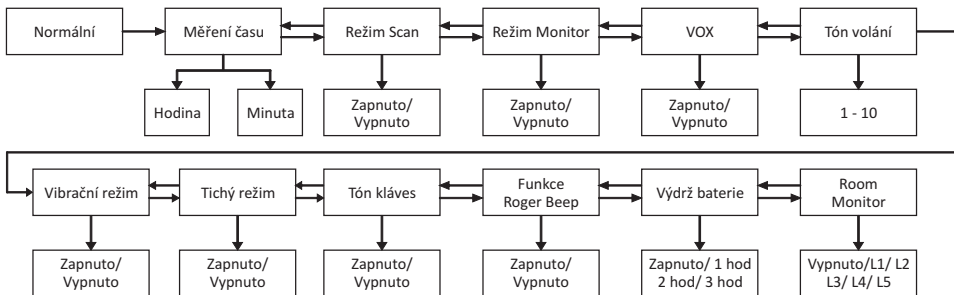 Normální
Měření času
Režim Scan
Režim Monitor
VOX
Tón volání
Hodina
Minuta
Zapnuto/
Vypnuto
Zapnuto/
Vypnuto
Zapnuto/
Vypnuto
1 - 10
Vibrační režim
Tichý režim
Tón kláves
Funkce
Roger Beep
Výdrž baterie
Room
Monitor
Zapnuto/
Vypnuto
Zapnuto/
Vypnuto
Zapnuto/
Vypnuto
Zapnuto/
Vypnuto
Zapnuto/ 1 hod
2 hod/ 3 hod
Vypnuto/L1/ L2
L3/ L4/ L5